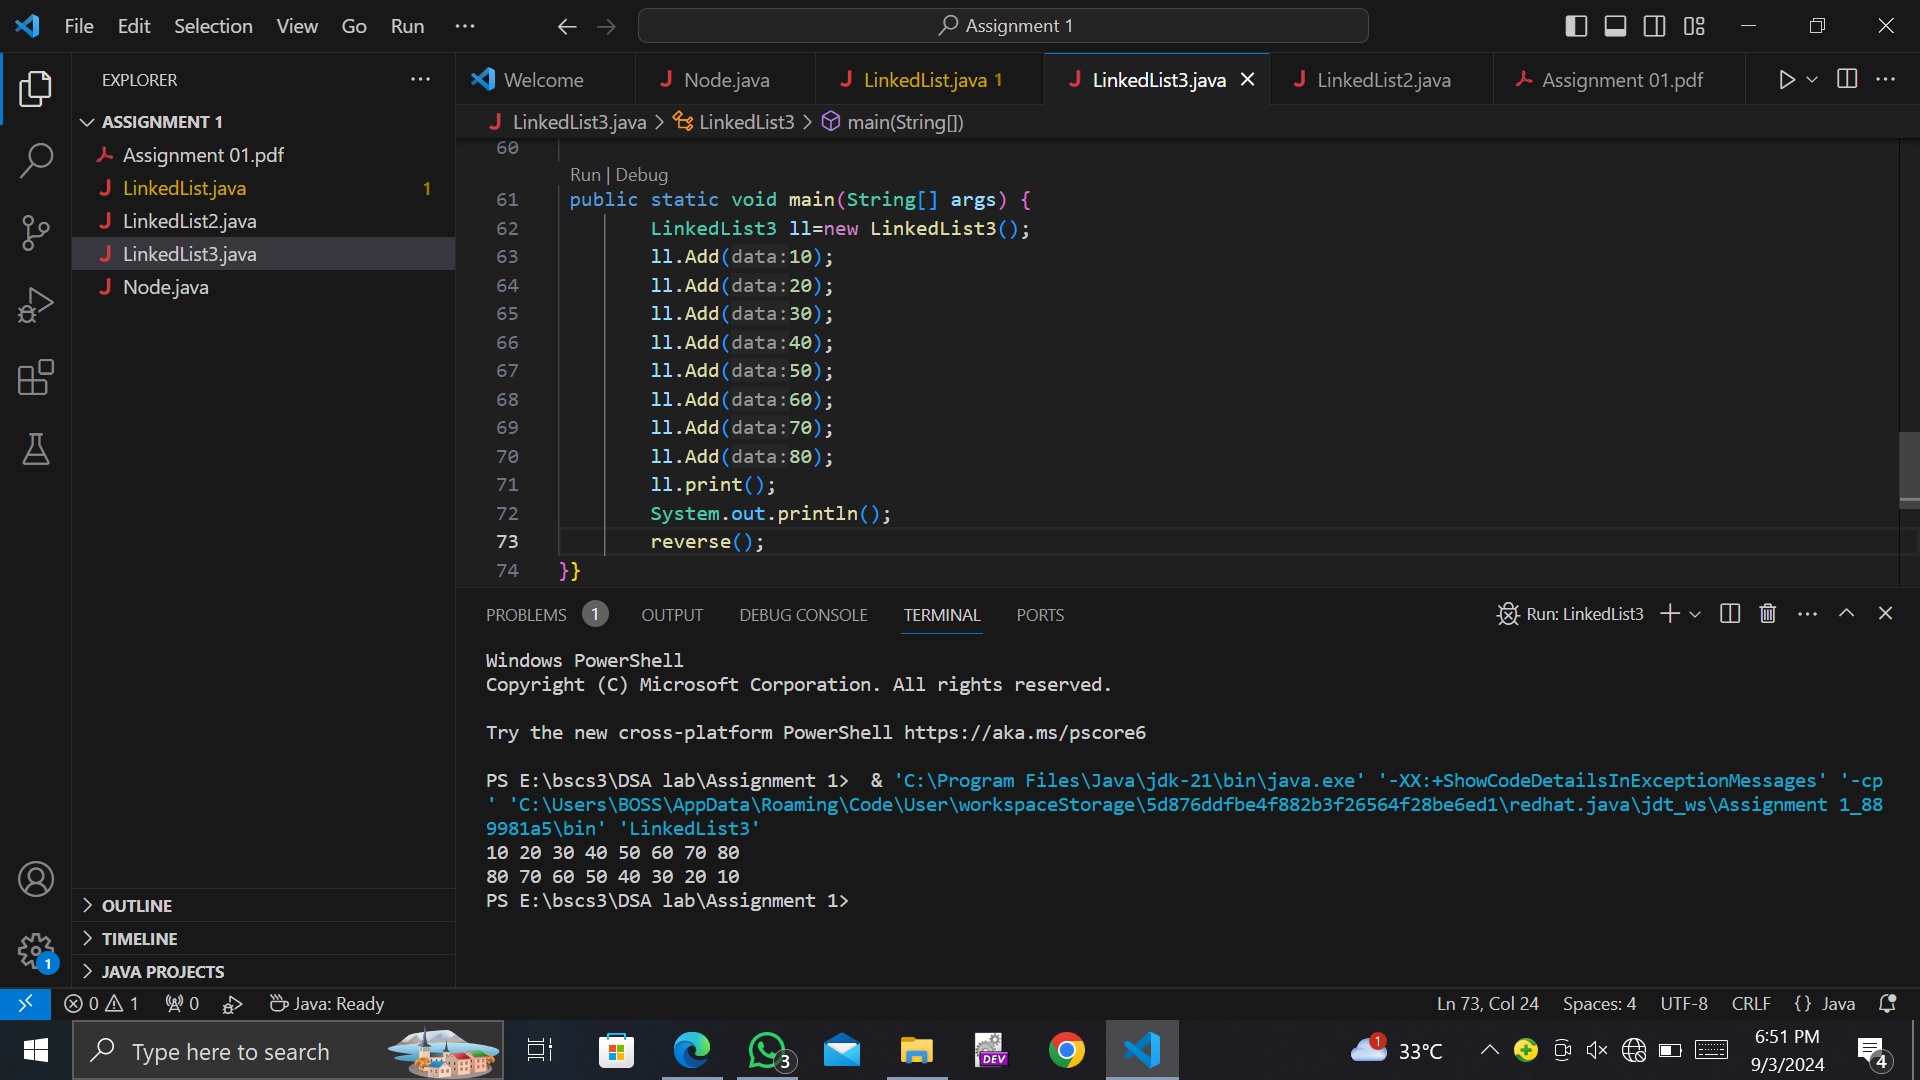 File Edit Selection View Go Run ··· Assignment 1
EXPLORER ···
ASSIGNMENT 1
Assignment 01.pdf
LinkedList.java 1
LinkedList2.java
LinkedList3.java
Node.java
OUTLINE
TIMELINE
JAVA PROJECTS
Welcome Node.java LinkedList.java 1 LinkedList3.java LinkedList2.java Assignment 01.pdf
LinkedList3.java > LinkedList3 > main(String[])
60
Run | Debug
61 public static void main(String[] args) {
62 LinkedList3 ll=new LinkedList3();
63 ll.Add(data:10);
64 ll.Add(data:20);
65 ll.Add(data:30);
66 ll.Add(data:40);
67 ll.Add(data:50);
68 ll.Add(data:60);
69 ll.Add(data:70);
70 ll.Add(data:80);
71 ll.print();
72 System.out.println();
73 reverse();
74 }}
PROBLEMS 1 OUTPUT DEBUG CONSOLE TERMINAL PORTS Run: LinkedList3
Windows PowerShell
Copyright (C) Microsoft Corporation. All rights reserved.
Try the new cross-platform PowerShell https://aka.ms/pscore6
PS E:\bscs3\DSA lab\Assignment 1>  & 'C:\Program Files\Java\jdk-21\bin\java.exe' '-XX:+ShowCodeDetailsInExceptionMessages' '-cp
' 'C:\Users\BOSS\AppData\Roaming\Code\User\workspaceStorage\5d876ddfbe4f882b3f26564f28be6ed1\redhat.java\jdt_ws\Assignment 1_88
9981a5\bin' 'LinkedList3'
10 20 30 40 50 60 70 80
80 70 60 50 40 30 20 10
PS E:\bscs3\DSA lab\Assignment 1>
1
0 1 0 Java: Ready Ln 73, Col 24 Spaces: 4 UTF-8 CRLF {} Java
Type here to search 3 DEV 1 33°C 6:51 PM
9/3/2024 4